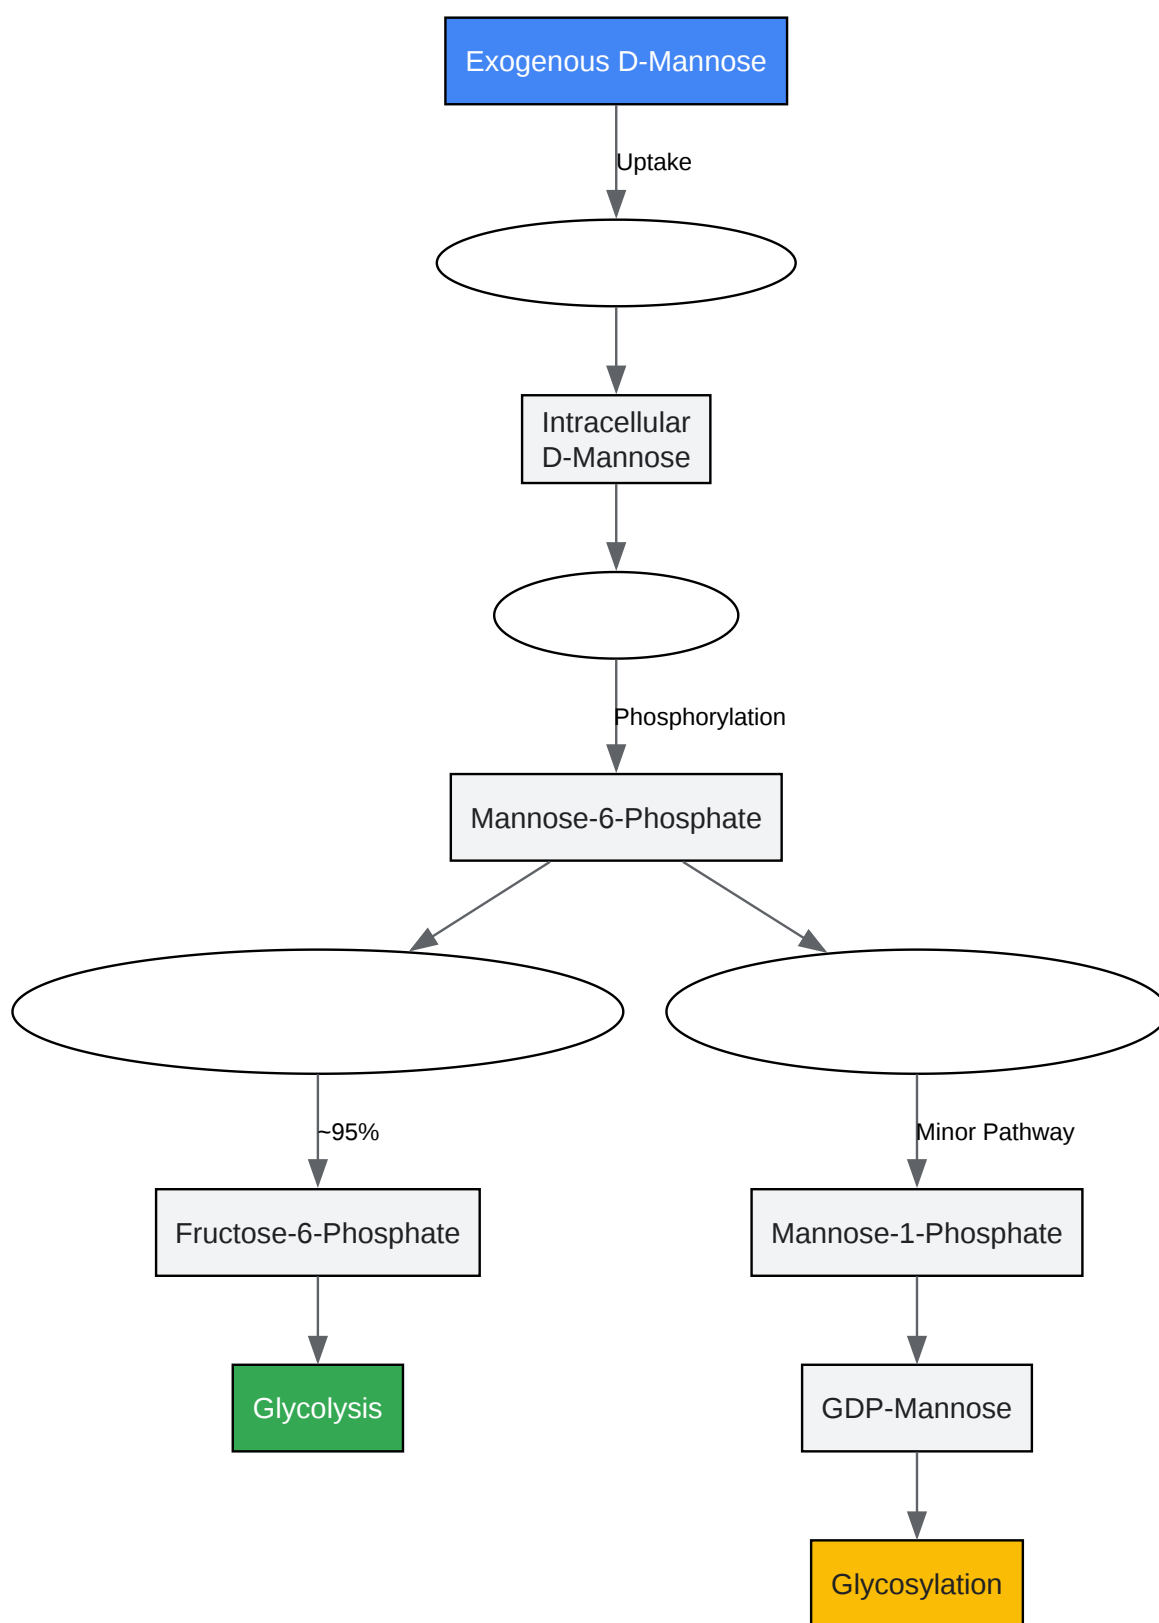 Exogenous D-Mannose
Uptake
Intracellular
D-Mannose
Phosphorylation
Mannose-6-Phosphate
~95%
Minor Pathway
Fructose-6-Phosphate
Mannose-1-Phosphate
Glycolysis
GDP-Mannose
Glycosylation